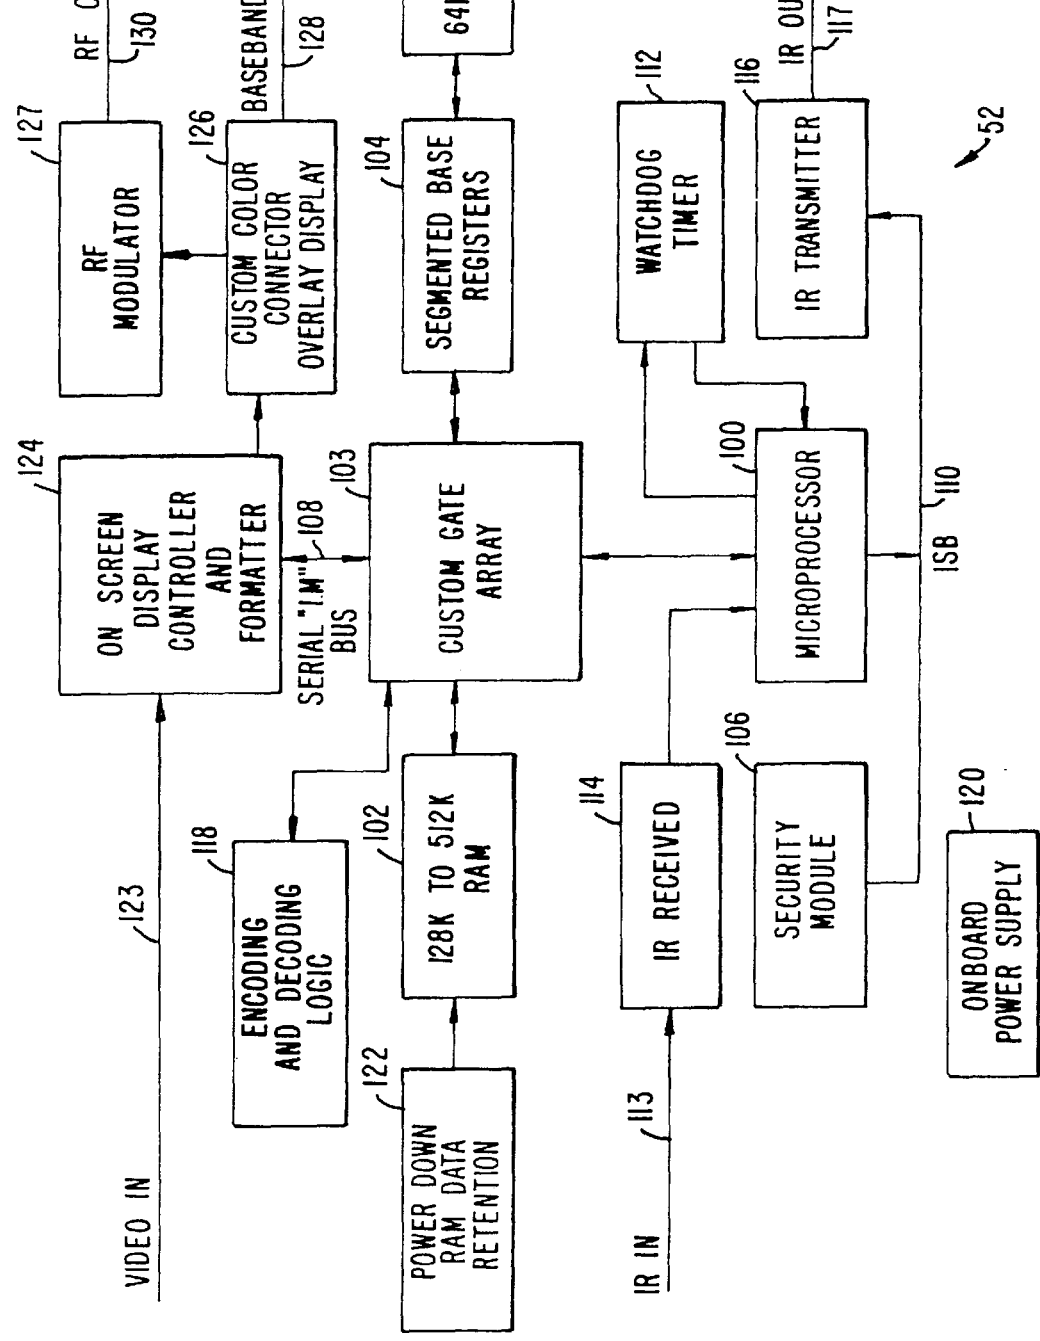 VIDEO IN
123
ON SCREEN
DISPLAY
CONTROLLER
AND
FORMATTER
124
RF
MODULATOR
127
RF
130
CUSTOM COLOR
CONNECTOR
OVERLAY DISPLAY
126
BASEBAND
128
ENCODING
AND DECODING
LOGIC
118
SERIAL "I.M"
BUS
108
POWER DOWN
RAM DATA
RETENTION
122
128K TO 512K
RAM
102
CUSTOM GATE
ARRAY
103
SEGMENTED BASE
REGISTERS
104
IR IN
113
IR RECEIVED
114
WATCHDOG
TIMER
112
SECURITY
MODULE
106
MICROPROCESSOR
100
IR TRANSMITTER
116
IR OU
117
ISB
110
ONBOARD
POWER SUPPLY
120
52